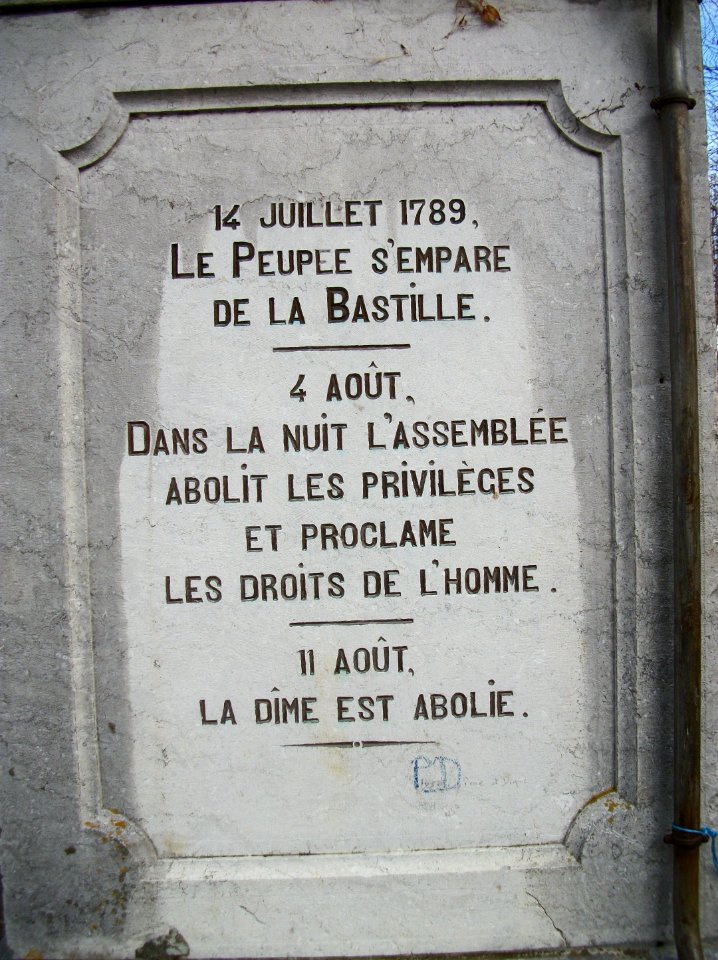 14 JUILLET 1789,
LE PEUPLE S'EMPARE
DE LA BASTILLE.
4 AOÛT,
DANS LA NUIT L'ASSEMBLÉE
ABOLIT LES PRIVILÈGES
ET PROCLAME
LES DROITS DE L'HOMME.
11 AOÛT,
LA DÎME EST ABOLIE.